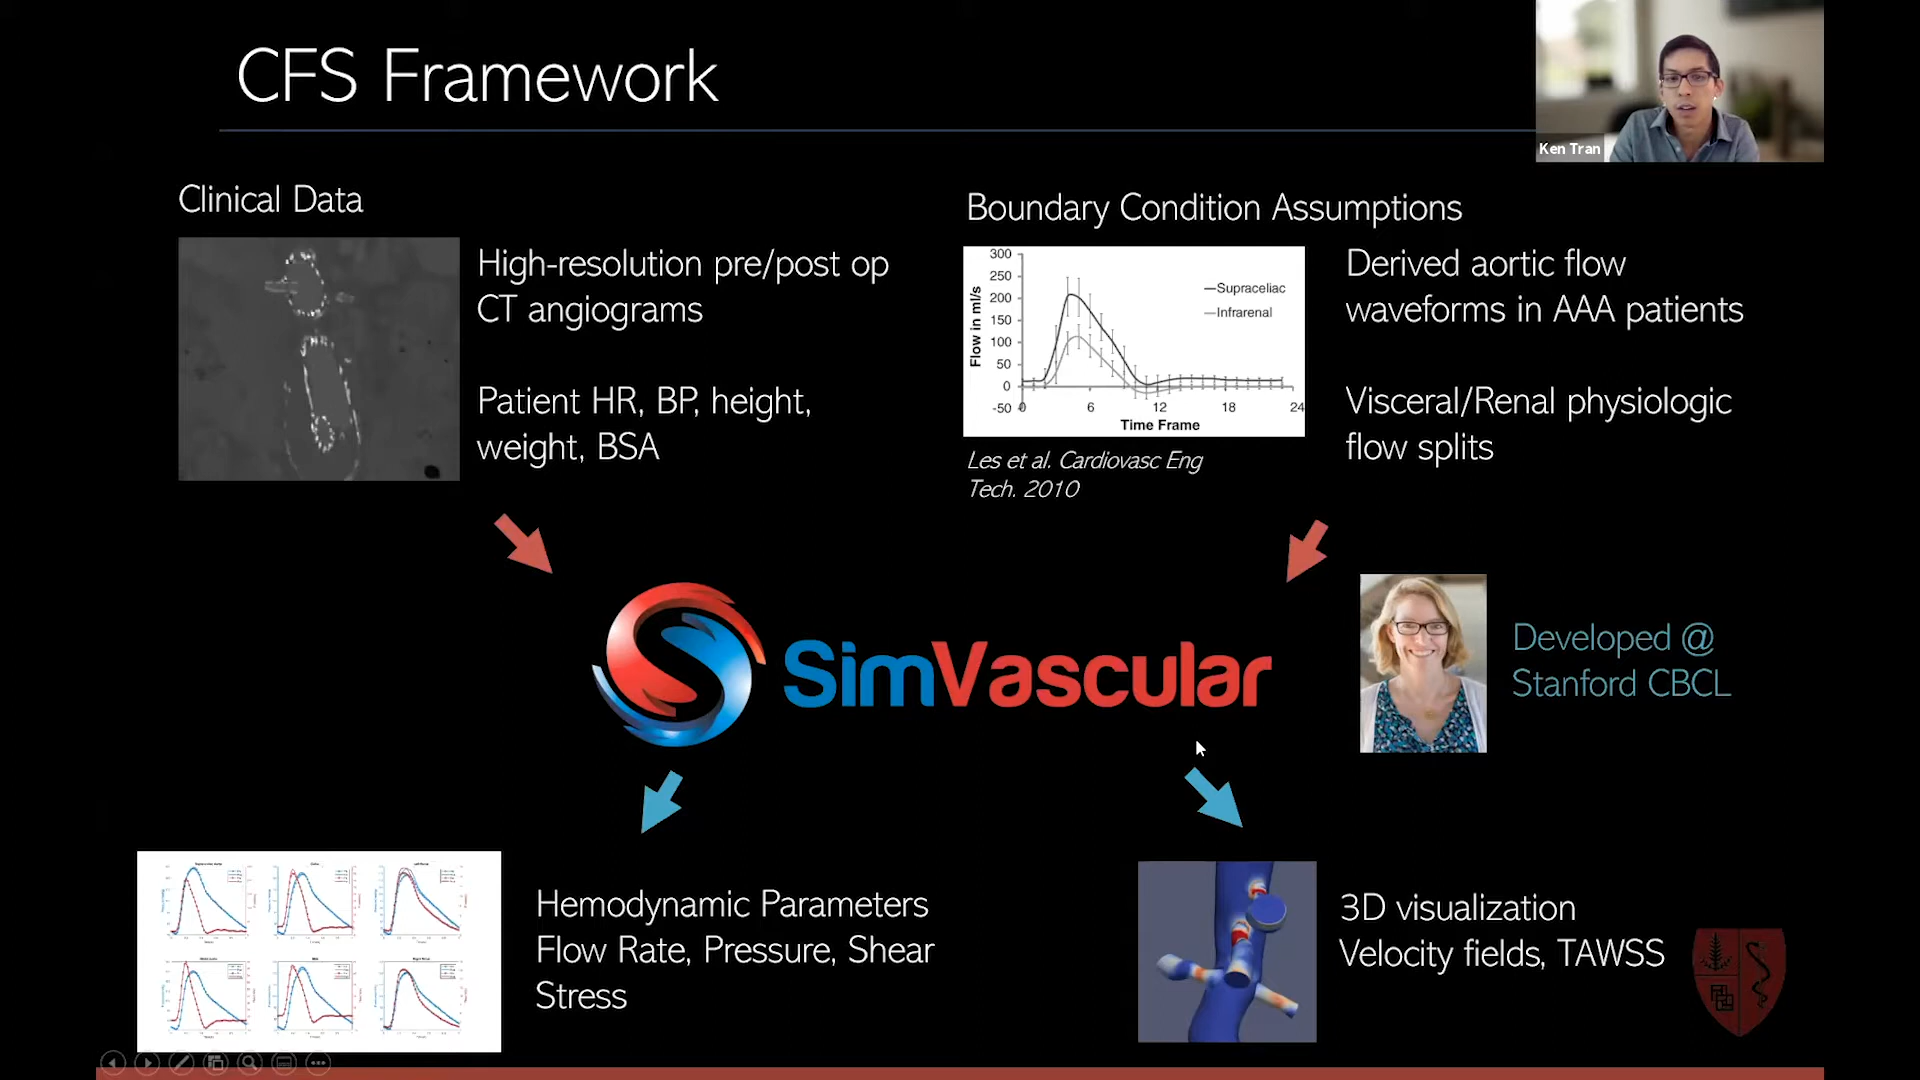 CFS Framework
Ken Tran
Clinical Data
High-resolution pre/post op
CT angiograms
Patient HR, BP, height,
weight, BSA
Boundary Condition Assumptions
300
250
200
150
100
50
0
-50
0
6
12
18
24
Flow in ml/s
Time Frame
Supraceliac
Infrarenal
Les et al. Cardiovasc Eng
Tech. 2010
Derived aortic flow
waveforms in AAA patients
Visceral/Renal physiologic
flow splits
SimVascular
Developed @
Stanford CBCL
Hemodynamic Parameters
Flow Rate, Pressure, Shear
Stress
3D visualization
Velocity fields, TAWSS